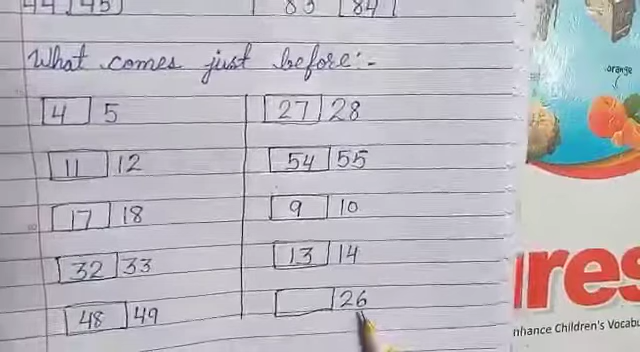 44 45 83 84
What comes just before:-
4 5 27 28
11 12 54 55
17 18 9 10
32 33 13 14
48 49 26
orange
ires
nhance Children's Vocabu